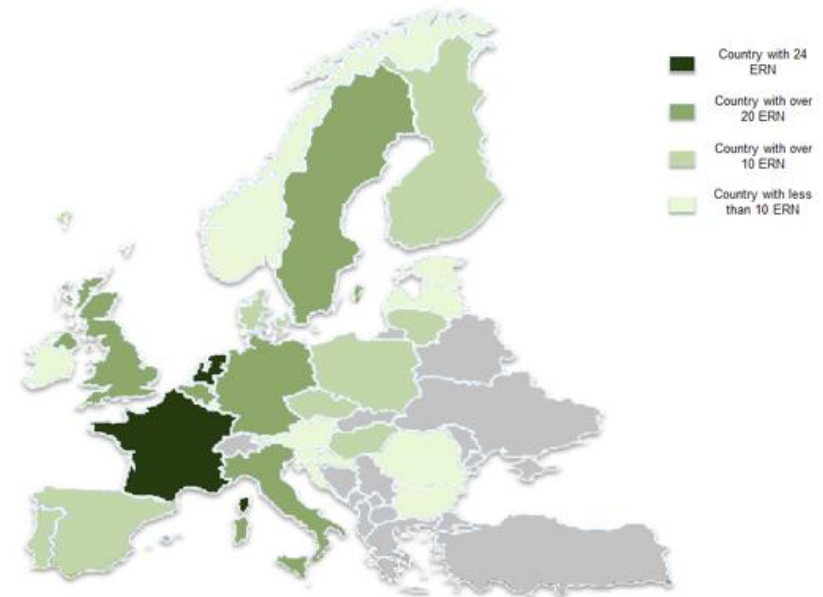 Country with 24
ERN
Country with over
20 ERN
Country with over
10 ERN
Country with less
than 10 ERN